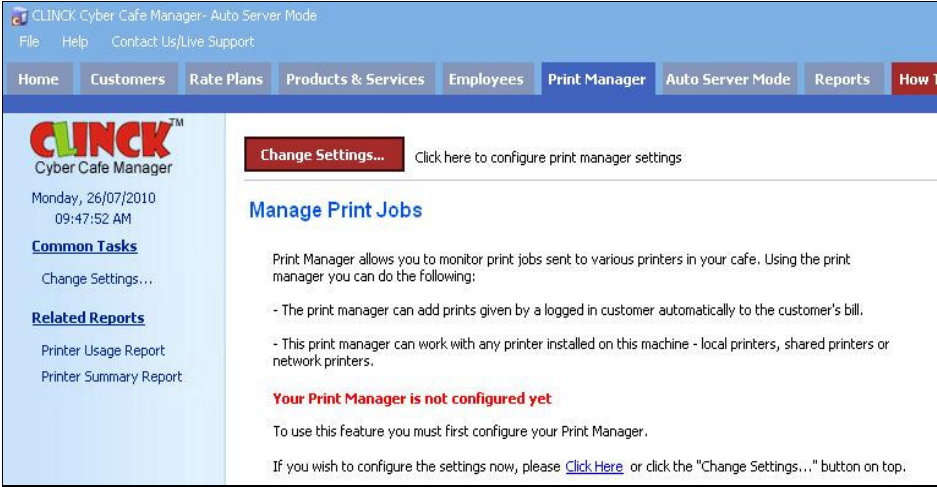 CLINCK Cyber Cafe Manager- Auto Server Mode
File Help Contact Us/Live Support
Home Customers Rate Plans Products & Services Employees Print Manager Auto Server Mode Reports How
CLINCK™
Cyber Cafe Manager
Monday, 26/07/2010
09:47:52 AM
Common Tasks
Change Settings...
Related Reports
Printer Usage Report
Printer Summary Report
Change Settings... Click here to configure print manager settings
Manage Print Jobs
Print Manager allows you to monitor print jobs sent to various printers in your cafe. Using the print
manager you can do the following:
- The print manager can add prints given by a logged in customer automatically to the customer's bill.
- This print manager can work with any printer installed on this machine - local printers, shared printers or
network printers.
Your Print Manager is not configured yet
To use this feature you must first configure your Print Manager.
If you wish to configure the settings now, please Click Here or click the "Change Settings..." button on top.